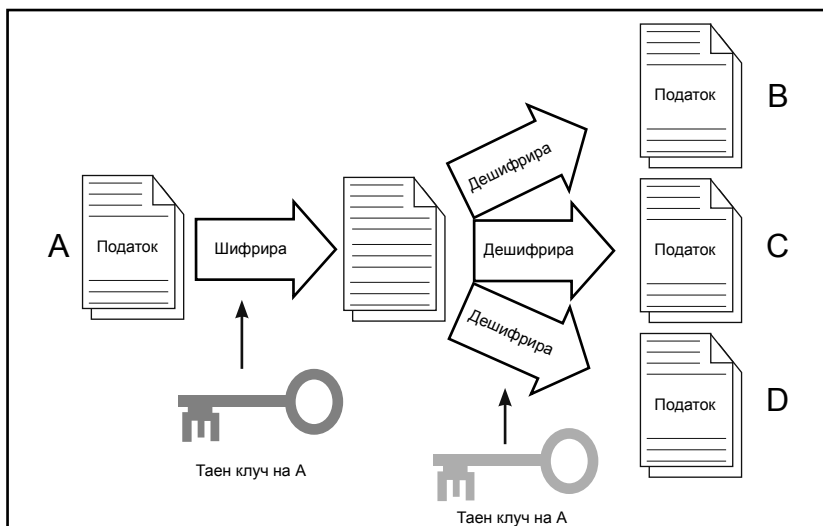 A
Податок
Шифрира
Таен клуч на А
Дешифрира
Дешифрира
Дешифрира
Таен клуч на А
Податок
B
Податок
C
Податок
D